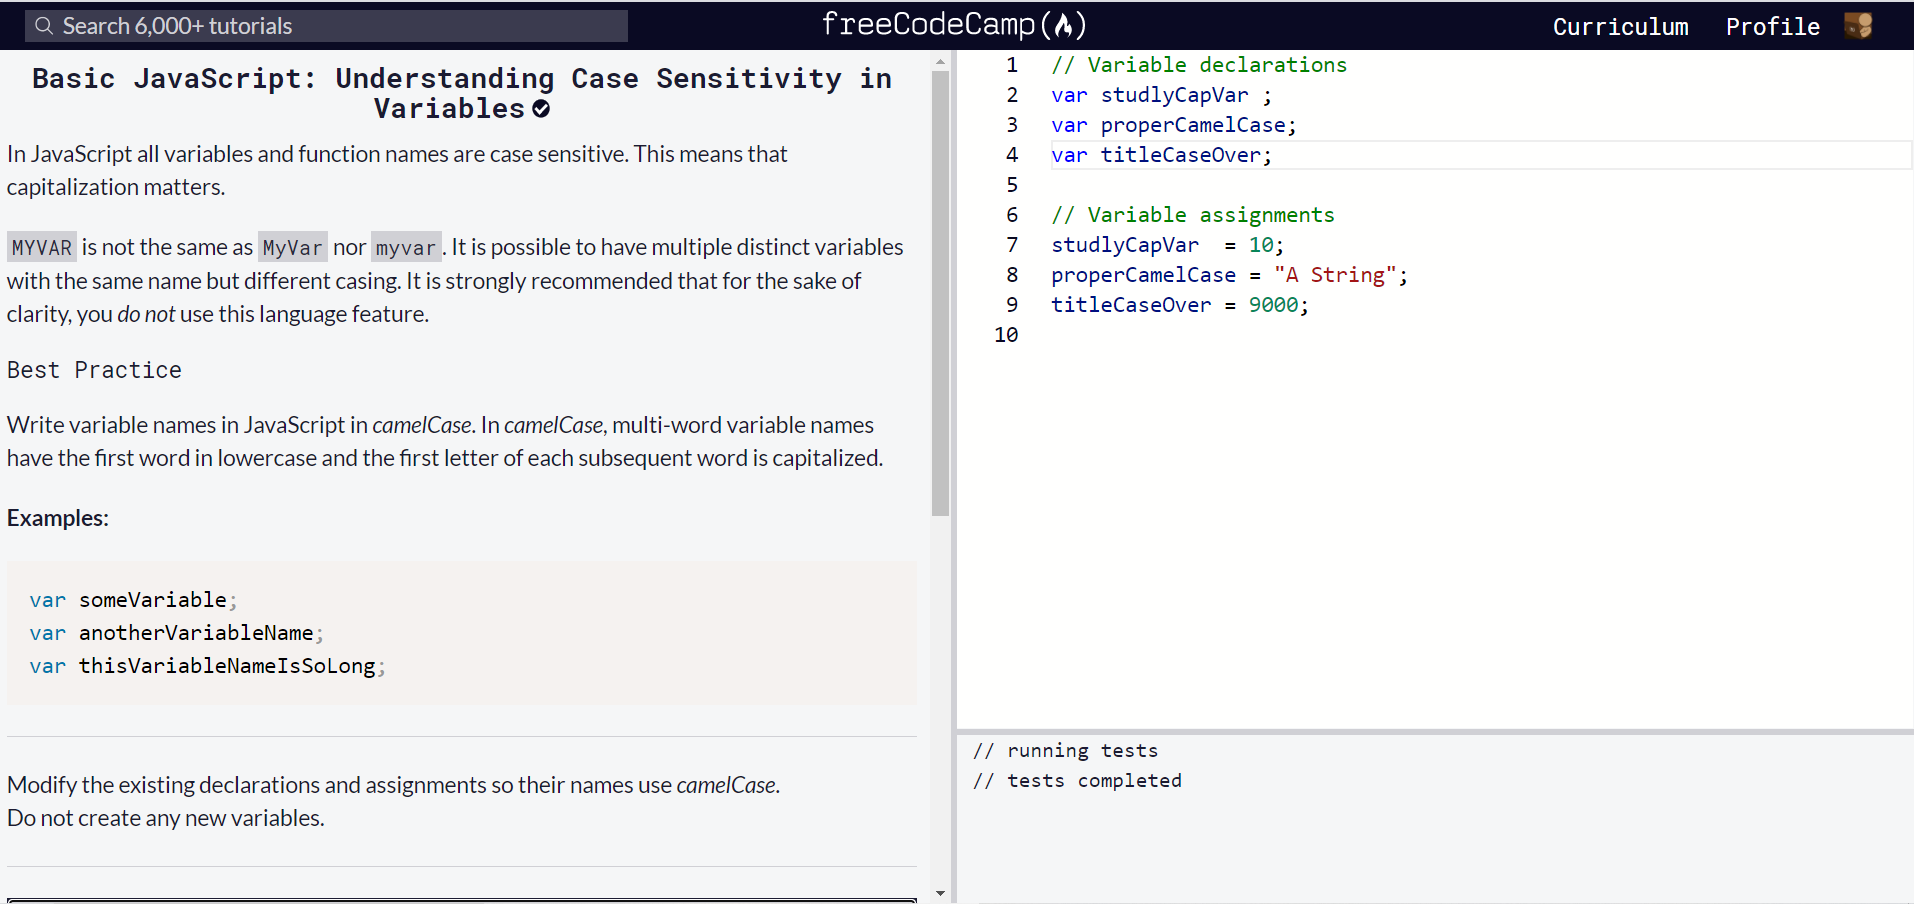 Search 6,000+ tutorials
freeCodeCamp
Curriculum
Profile
Basic JavaScript: Understanding Case Sensitivity in
Variables
In JavaScript all variables and function names are case sensitive. This means that
capitalization matters.
MYVAR is not the same as MyVar nor myvar. It is possible to have multiple distinct variables
with the same name but different casing. It is strongly recommended that for the sake of
clarity, you do not use this language feature.
Best Practice
Write variable names in JavaScript in camelCase. In camelCase, multi-word variable names
have the first word in lowercase and the first letter of each subsequent word is capitalized.
Examples:
var someVariable;
var anotherVariableName;
var thisVariableNameIsSoLong;
Modify the existing declarations and assignments so their names use camelCase.
Do not create any new variables.
1 // Variable declarations
2 var studlyCapVar ;
3 var properCamelCase;
4 var titleCaseOver;
5
6 // Variable assignments
7 studlyCapVar  = 10;
8 properCamelCase = "A String";
9 titleCaseOver = 9000;
10
// running tests
// tests completed